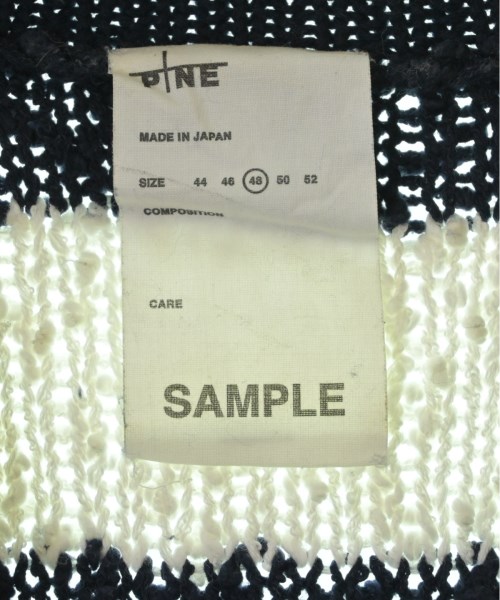 PINE
MADE IN JAPAN
SIZE 44 46 48 50 52
COMPOSITION
CARE
SAMPLE